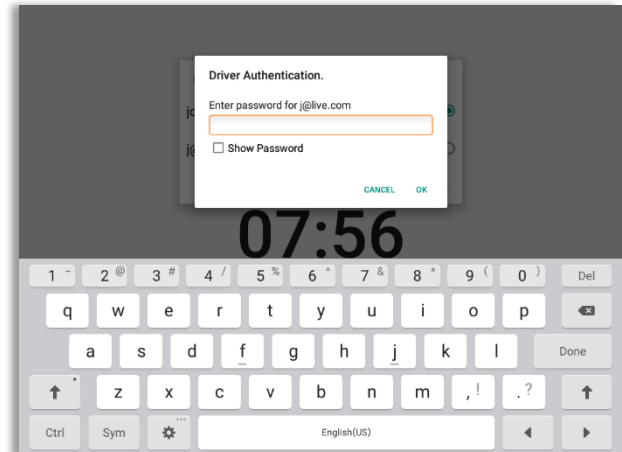 Driver Authentication.
jo
Enter password for j@live.com
j@
Show Password
CANCEL OK
07:56
1 - 2 @ 3 # 4 / 5 % 6 ^ 7 & 8 * 9 ( 0 ) Del
q w e r t y u i o p
a s d f g h j k l Done
z x c v b n m , ! . ?
Ctrl Sym English(US)